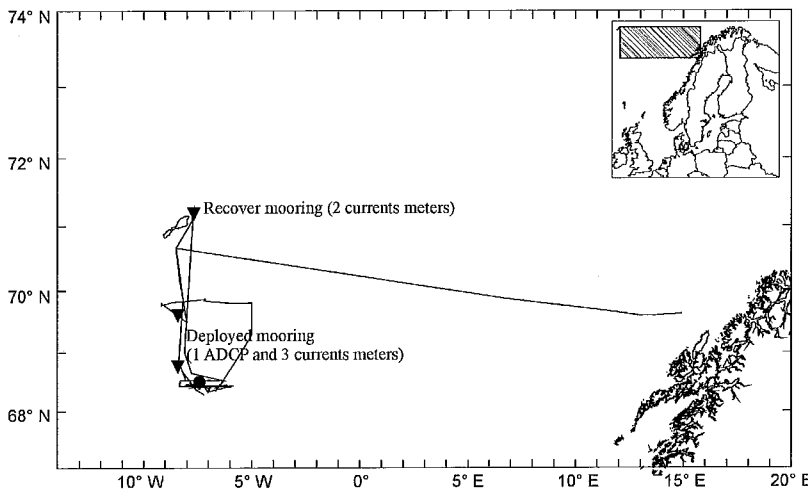 74° N
72° N
Recover mooring (2 currents meters)
70° N
Deployed mooring
(1 ADCP and 3 currents meters)
68° N
10° W
5° W
0°
5° E
10° E
15° E
20° E